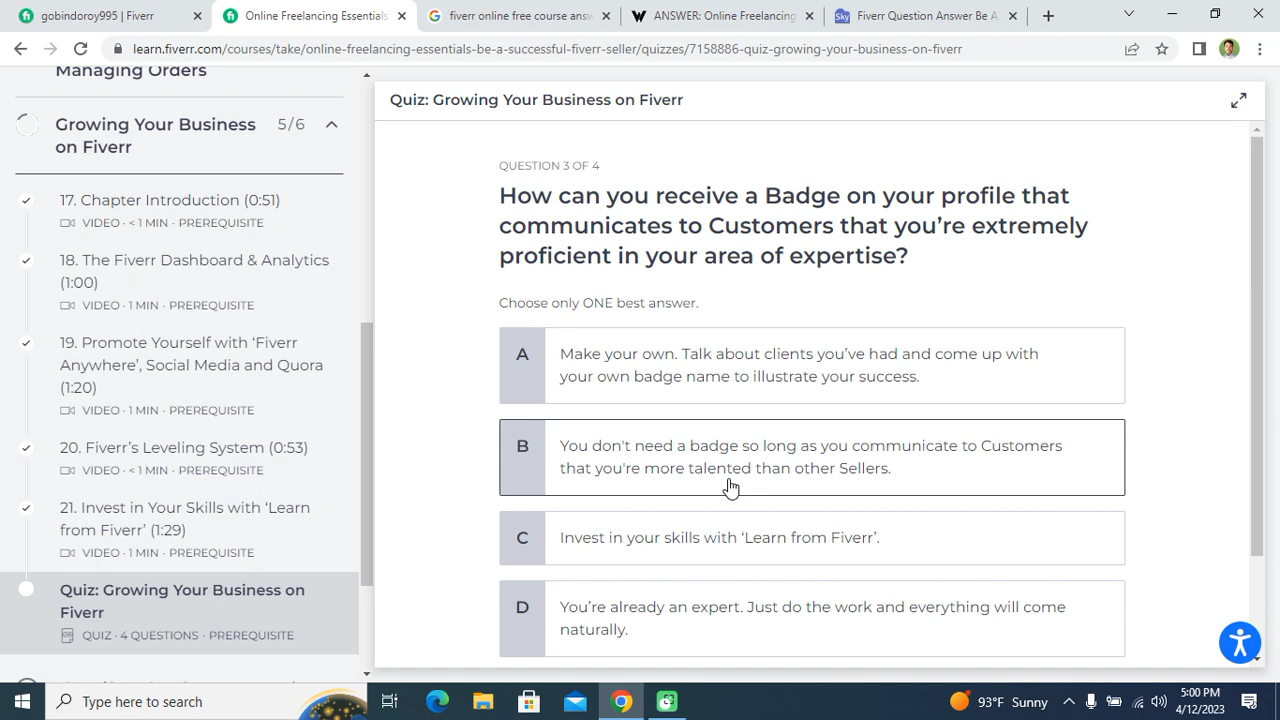 gobindoroy995 | Fiverr
Online Freelancing Essentials
fiverr online free course answ
ANSWER: Online Freelancing
Fiverr Question Answer Be A
learn.fiverr.com/courses/take/online-freelancing-essentials-be-a-successful-fiverr-seller/quizzes/7158886-quiz-growing-your-business-on-fiverr
Managing Orders
Growing Your Business 5/6
on Fiverr
17. Chapter Introduction (0:51)
VIDEO · < 1 MIN · PREREQUISITE
18. The Fiverr Dashboard & Analytics
(1:00)
VIDEO · 1 MIN · PREREQUISITE
19. Promote Yourself with ‘Fiverr
Anywhere’, Social Media and Quora
(1:20)
VIDEO · 1 MIN · PREREQUISITE
20. Fiverr’s Leveling System (0:53)
VIDEO · < 1 MIN · PREREQUISITE
21. Invest in Your Skills with ‘Learn
from Fiverr’ (1:29)
VIDEO · 1 MIN · PREREQUISITE
Quiz: Growing Your Business on
Fiverr
QUIZ · 4 QUESTIONS · PREREQUISITE
Quiz: Growing Your Business on Fiverr
QUESTION 3 OF 4
How can you receive a Badge on your profile that
communicates to Customers that you’re extremely
proficient in your area of expertise?
Choose only ONE best answer.
A
Make your own. Talk about clients you’ve had and come up with
your own badge name to illustrate your success.
B
You don't need a badge so long as you communicate to Customers
that you're more talented than other Sellers.
C
Invest in your skills with ‘Learn from Fiverr’.
D
You’re already an expert. Just do the work and everything will come
naturally.
Type here to search
93°F Sunny
5:00 PM
4/12/2023